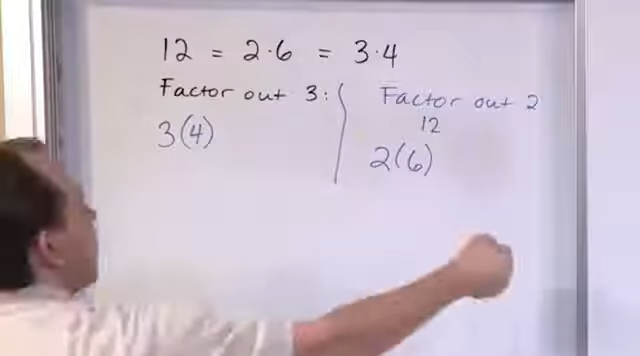 12 = 2·6 = 3·4
Factor out 3:
3(4)
Factor out 2
12
2(6)